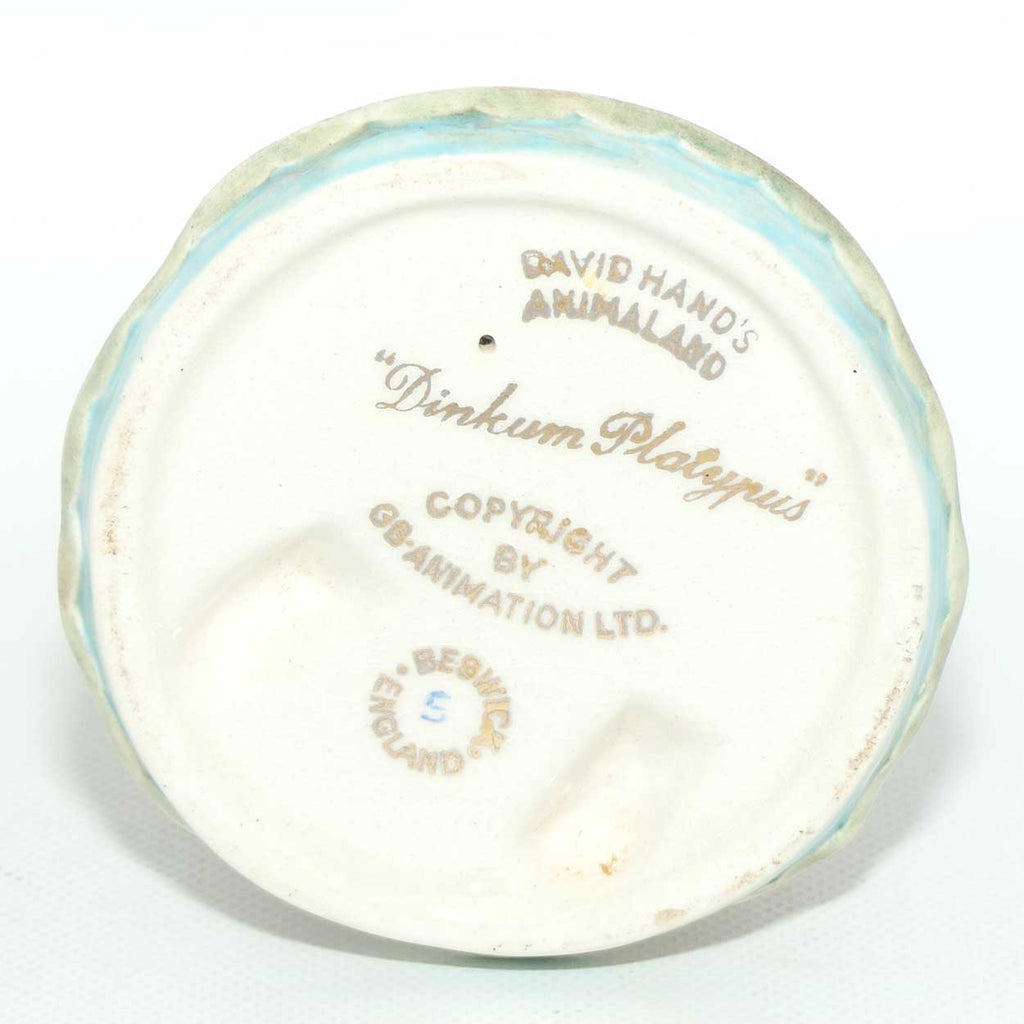 DAVID HAND'S
ANIMALAND
"Dinkum Platypus"
COPYRIGHT
BY
GB-ANIMATION LTD.
BESWICK.
ENGLAND.
5